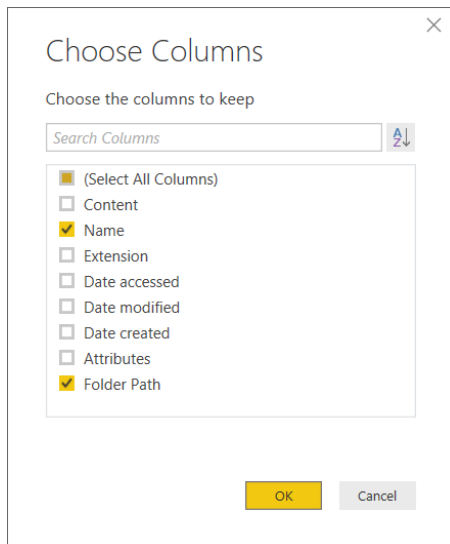 Choose Columns
Choose the columns to keep
Search Columns
A
Z
(Select All Columns)
Content
Name
Extension
Date accessed
Date modified
Date created
Attributes
Folder Path
OK
Cancel